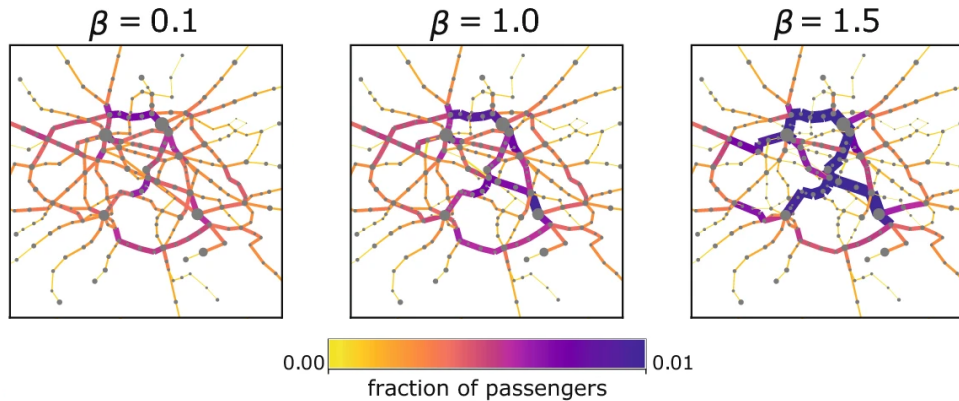 β = 0.1
β = 1.0
β = 1.5
0.00
0.01
fraction of passengers